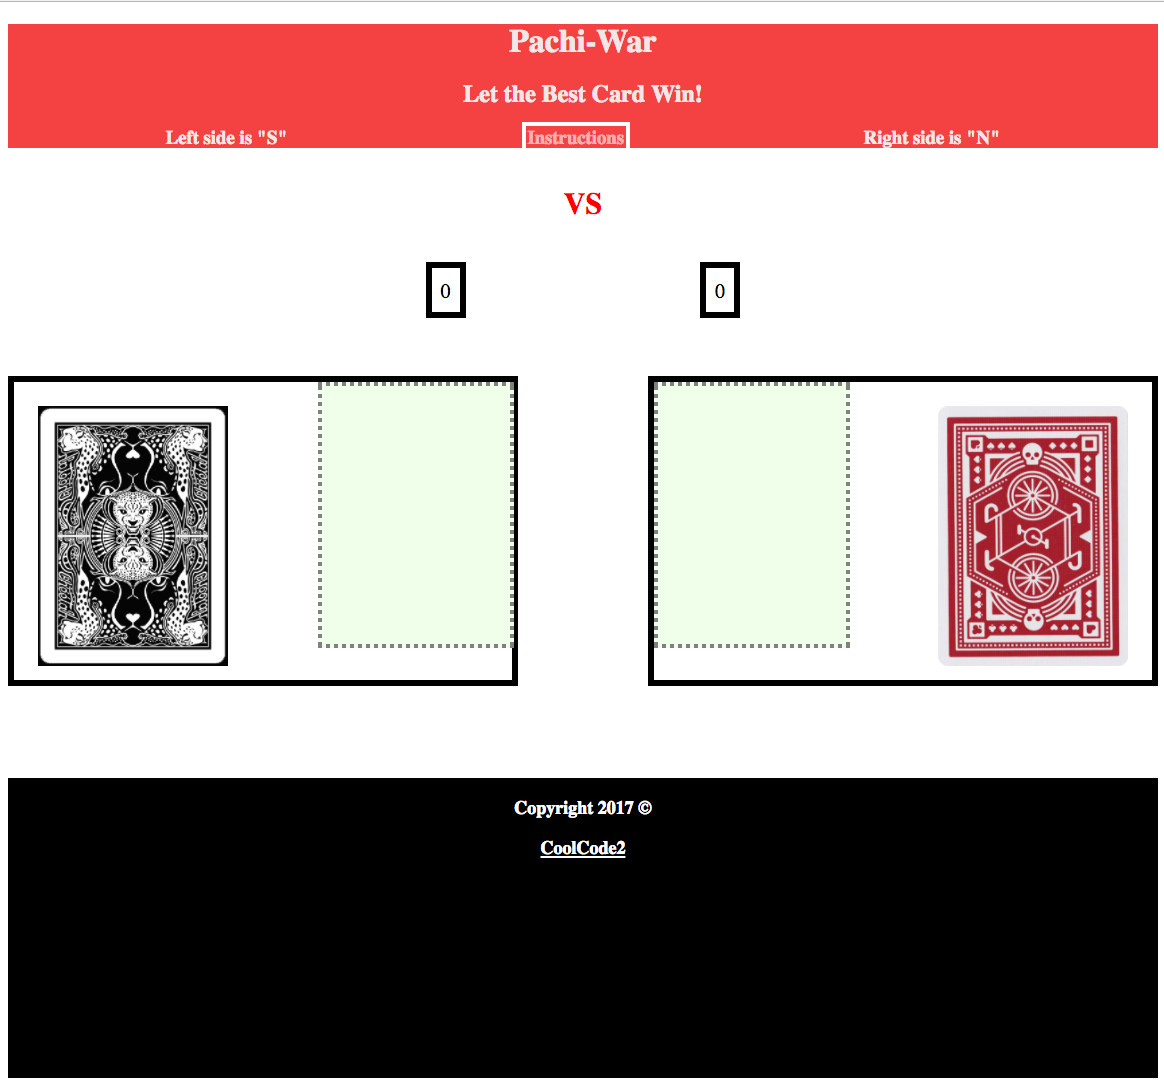 Pachi-War
Let the Best Card Win!
Left side is "S" Instructions Right side is "N"
VS
0 0
Copyright 2017 ©
CoolCode2